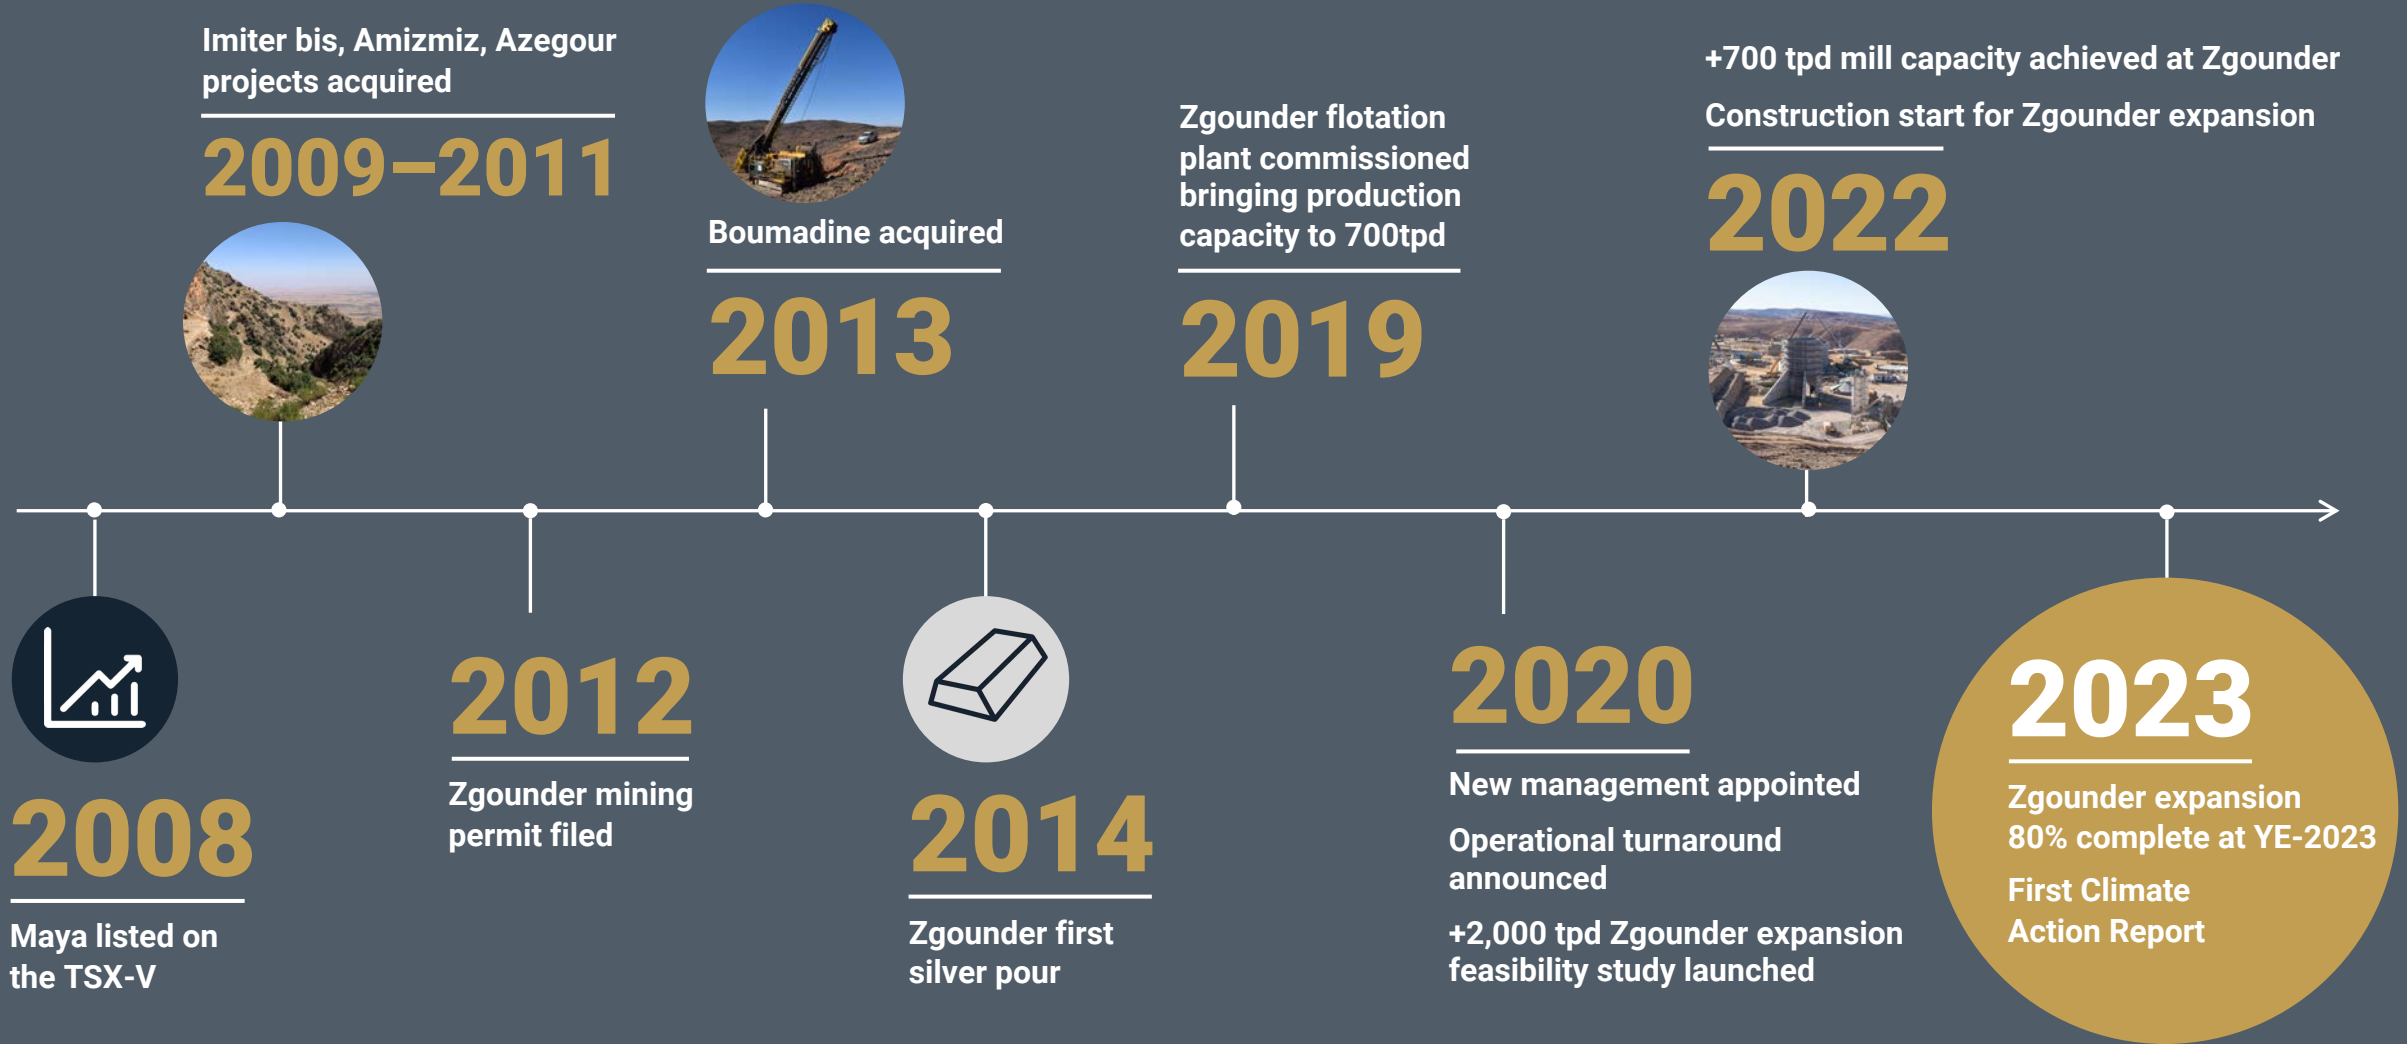 Imiter bis, Amizmiz, Azegour
projects acquired
2009–2011
Boumadine acquired
2013
Zgounder flotation
plant commissioned
bringing production
capacity to 700tpd
2019
+700 tpd mill capacity achieved at Zgounder
Construction start for Zgounder expansion
2022
2008
Maya listed on
the TSX-V
2012
Zgounder mining
permit filed
2014
Zgounder first
silver pour
2020
New management appointed
Operational turnaround
announced
+2,000 tpd Zgounder expansion
feasibility study launched
2023
Zgounder expansion
80% complete at YE-2023
First Climate
Action Report